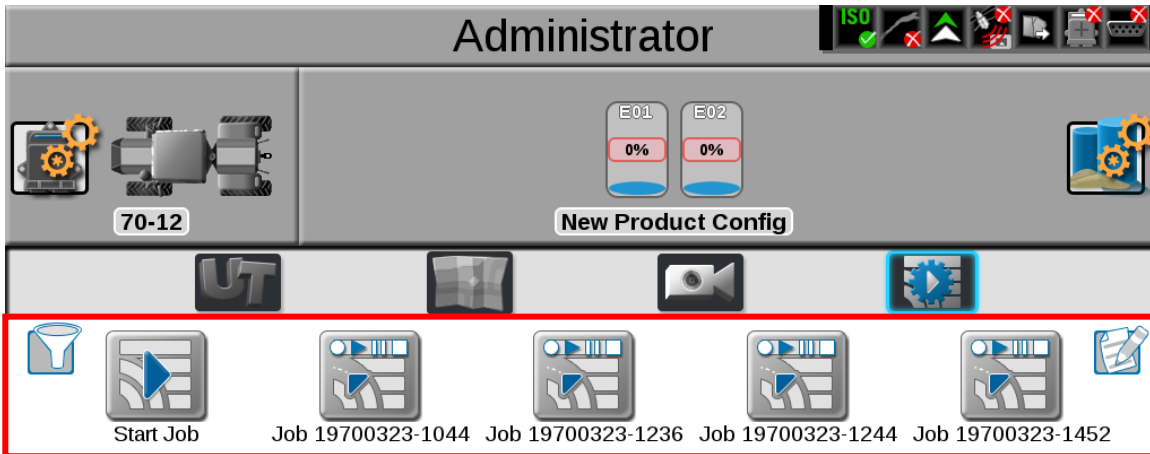 Administrator
ISO
E01 E02
0% 0%
70-12
New Product Config
UT
Start Job
Job 19700323-1044
Job 19700323-1236
Job 19700323-1244
Job 19700323-1452